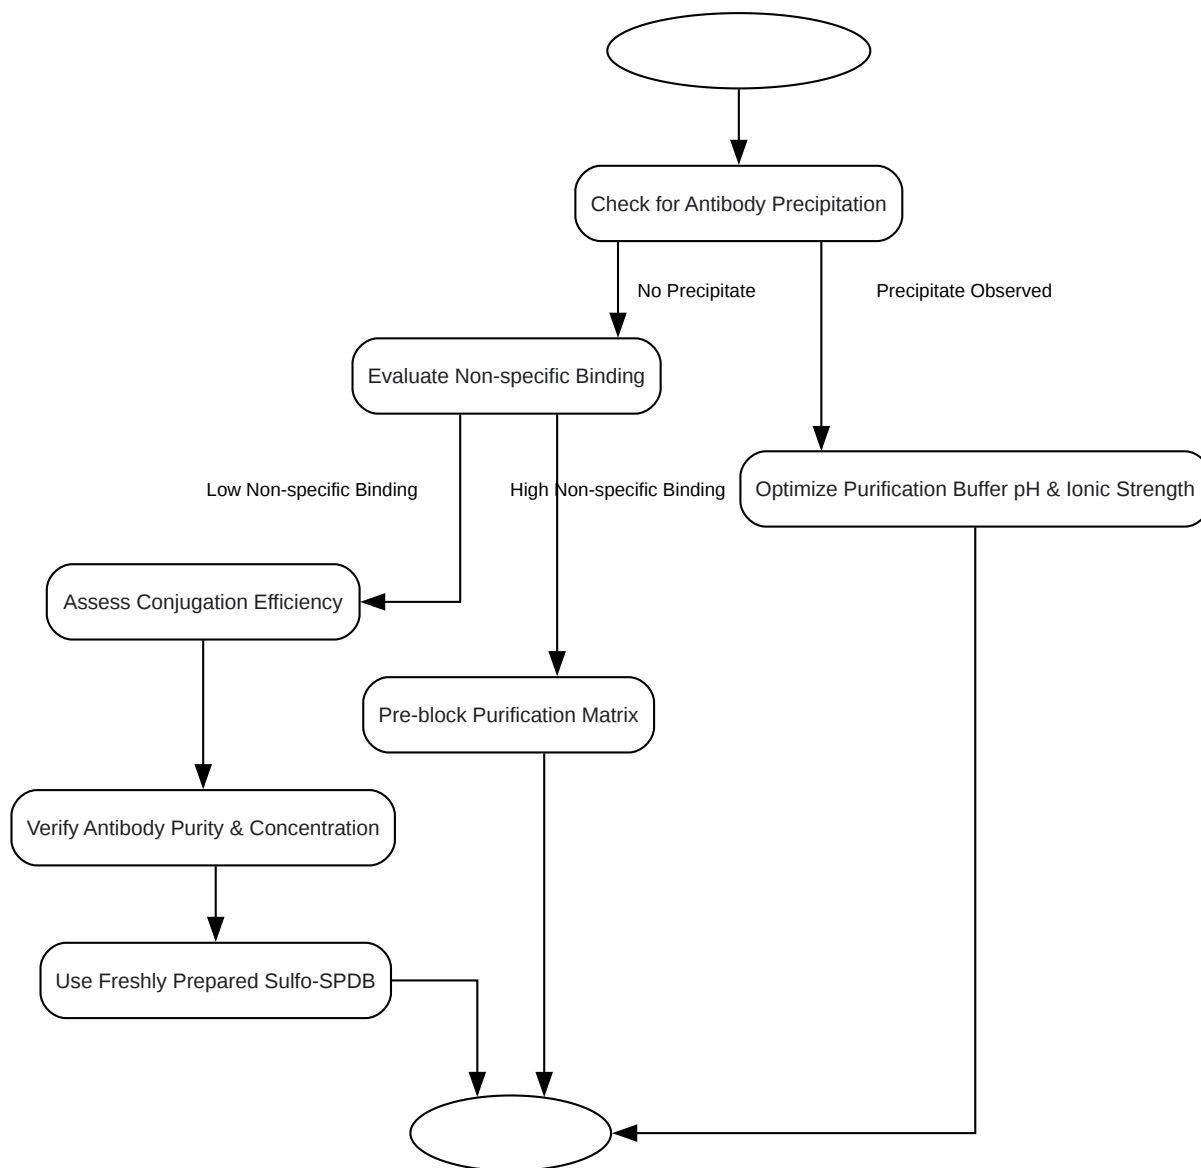 Check for Antibody Precipitation
No Precipitate
Precipitate Observed
Evaluate Non-specific Binding
Low Non-specific Binding
High Non-specific Binding
Optimize Purification Buffer pH & Ionic Strength
Assess Conjugation Efficiency
Pre-block Purification Matrix
Verify Antibody Purity & Concentration
Use Freshly Prepared Sulfo-SPDB